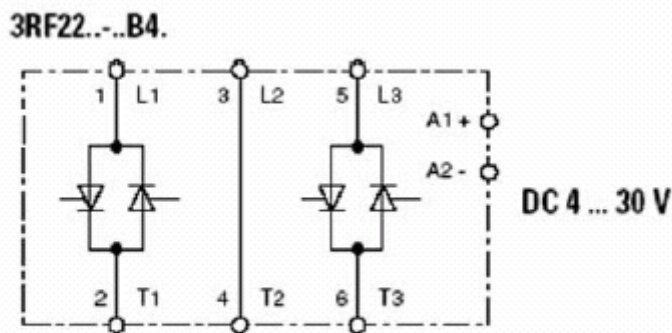 3RF22..-..B4.
1 L1 3 L2 5 L3
A1 +
A2 -
DC 4 ... 30 V
2 T1 4 T2 6 T3